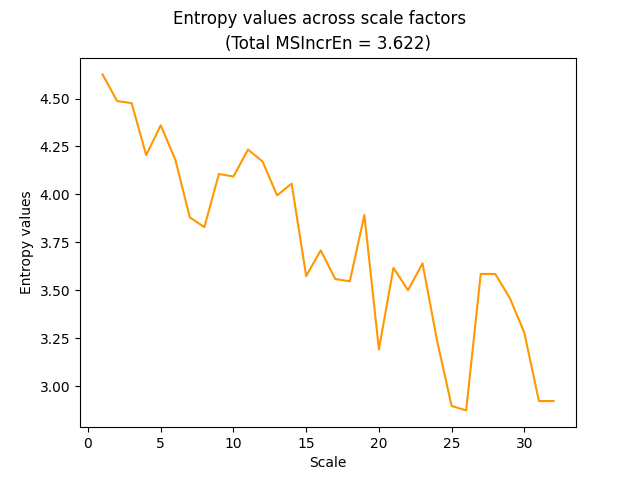 Entropy values across scale factors
(Total MSIncrEn = 3.622)
4.50
4.25
4.00
3.75
3.50
3.25
3.00
Entropy values
0 5 10 15 20 25 30
Scale